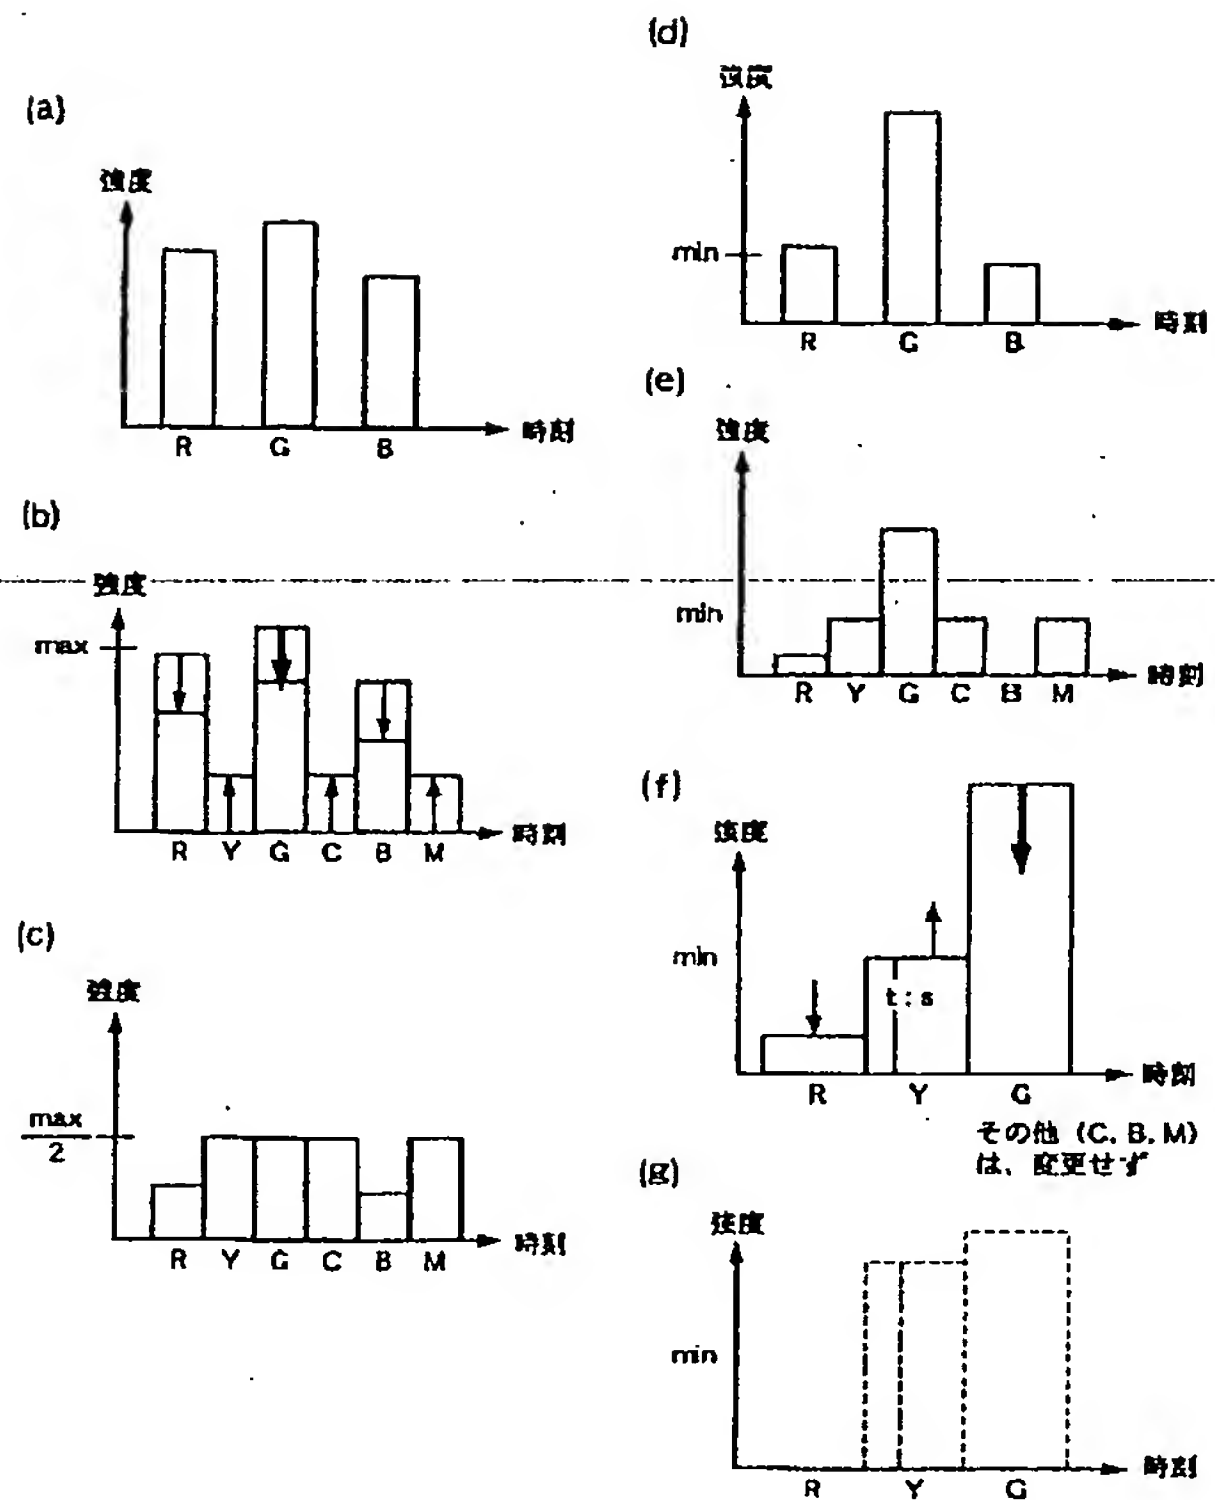 (a)
強度
時刻
R G B
(b)
強度
max
時刻
R Y G C B M
(c)
強度
max
2
時刻
R Y G C B M
(d)
強度
min
時刻
R G B
(e)
強度
min
時刻
R Y G C B M
(f)
強度
min
t : s
時刻
R Y G
その他 (C. B. M)
は、変更せず
(g)
強度
min
時刻
R Y G